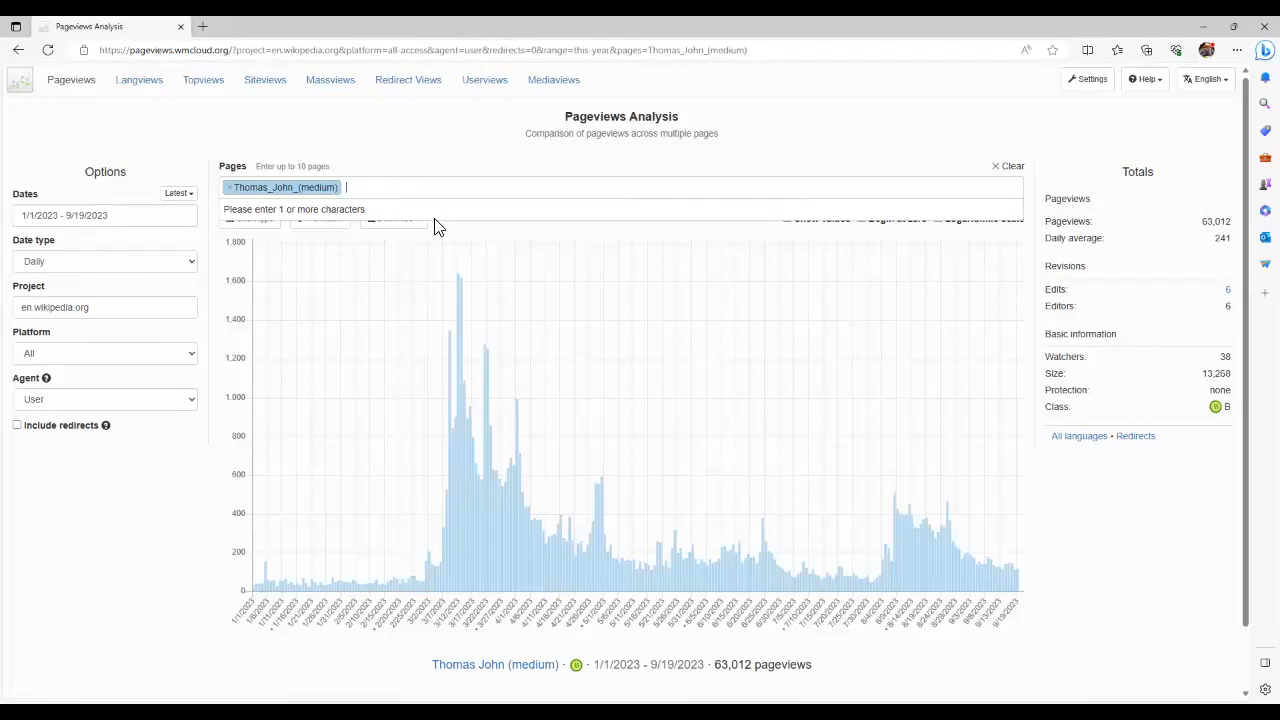 Pageviews Analysis
https://pageviews.wmcloud.org/?project=en.wikipedia.org&platform=all-access&agent=user&redirects=0&range=this-year&pages=Thomas_John_(medium)
Pageviews Langviews Topviews Siteviews Massviews Redirect Views Userviews Mediaviews Settings Help English
Pageviews Analysis
Comparison of pageviews across multiple pages
Options
Dates Latest
1/1/2023 - 9/19/2023
Date type
Daily
Project
en.wikipedia.org
Platform
All
Agent
User
Include redirects
Pages Enter up to 10 pages Clear
× Thomas_John_(medium)
Please enter 1 or more characters
Show values Begin at zero Logarithmic scale
1,800
1,600
1,400
1,200
1,000
800
600
400
200
0
Thomas John (medium) · B · 1/1/2023 - 9/19/2023 · 63,012 pageviews
Totals
Pageviews
Pageviews: 63,012
Daily average: 241
Revisions
Edits: 6
Editors: 6
Basic information
Watchers: 38
Size: 13,268
Protection: none
Class: B
All languages • Redirects